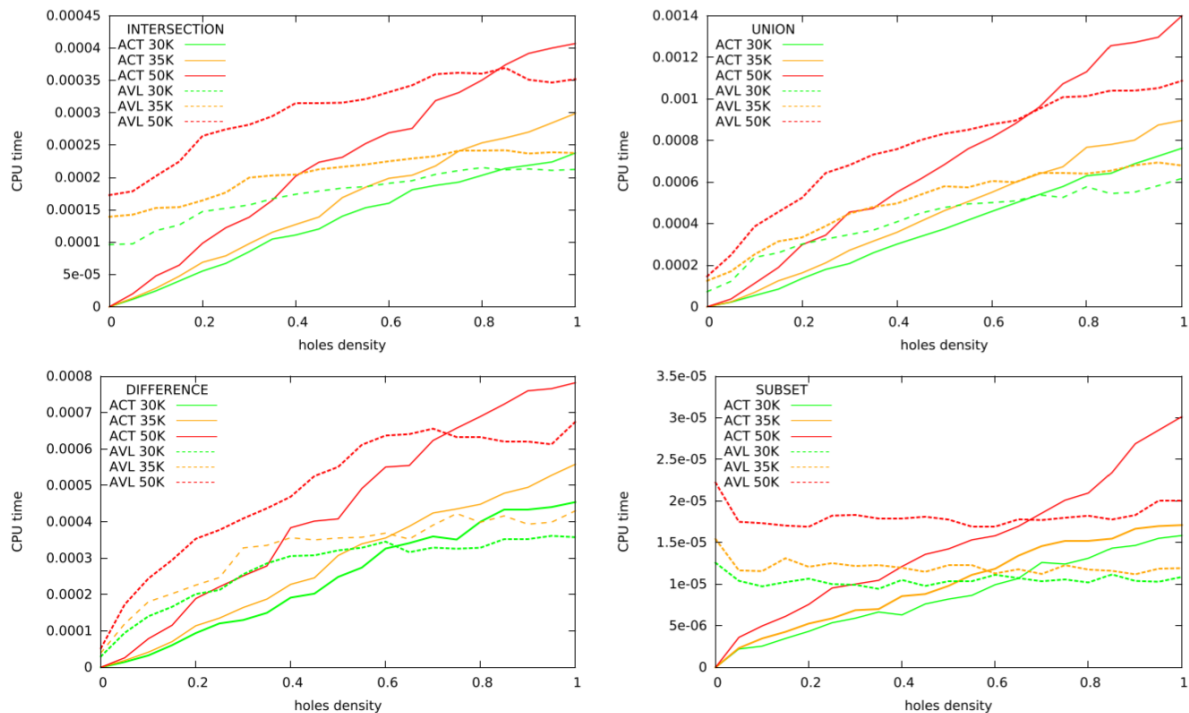 INTERSECTION
ACT 30K
ACT 35K
ACT 50K
AVL 30K
AVL 35K
AVL 50K
CPU time
0.00045
0.0004
0.00035
0.0003
0.00025
0.0002
0.00015
0.0001
5e-05
0
0 0.2 0.4 0.6 0.8 1
holes density
UNION
ACT 30K
ACT 35K
ACT 50K
AVL 30K
AVL 35K
AVL 50K
CPU time
0.0014
0.0012
0.001
0.0008
0.0006
0.0004
0.0002
0
0 0.2 0.4 0.6 0.8 1
holes density
DIFFERENCE
ACT 30K
ACT 35K
ACT 50K
AVL 30K
AVL 35K
AVL 50K
CPU time
0.0008
0.0007
0.0006
0.0005
0.0004
0.0003
0.0002
0.0001
0
0 0.2 0.4 0.6 0.8 1
holes density
SUBSET
ACT 30K
ACT 35K
ACT 50K
AVL 30K
AVL 35K
AVL 50K
CPU time
3.5e-05
3e-05
2.5e-05
2e-05
1.5e-05
1e-05
5e-06
0
0 0.2 0.4 0.6 0.8 1
holes density